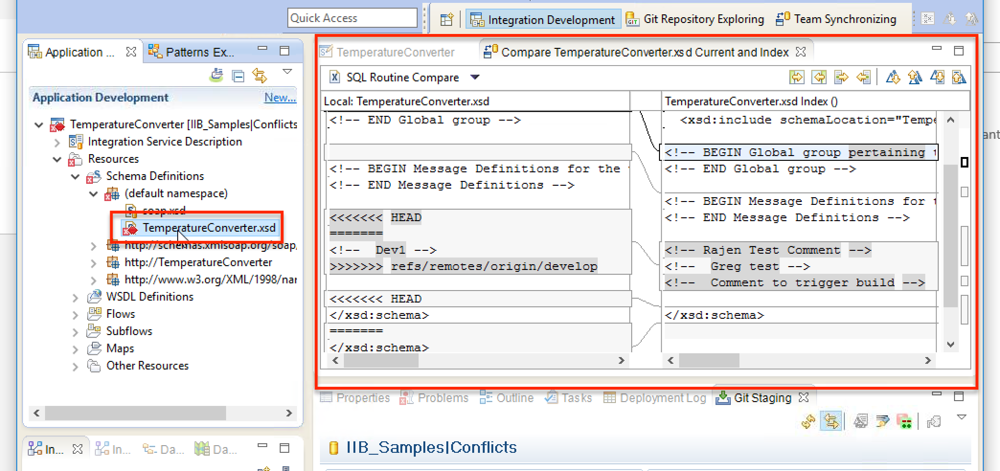 Quick Access
Integration Development
Git Repository Exploring
Team Synchronizing
Application ...
Patterns Ex...
Application Development
New...
TemperatureConverter [IIB_Samples|Conflicts
Integration Service Description
Resources
Schema Definitions
(default namespace)
soap.xsd
TemperatureConverter.xsd
http://schemas.xmlsoap.org/soap/
http://TemperatureConverter
http://www.w3.org/XML/1998/nar
WSDL Definitions
Flows
Subflows
Maps
Other Resources
In...
In...
Da...
Da...
TemperatureConverter
Compare TemperatureConverter.xsd Current and Index
SQL Routine Compare
Local: TemperatureConverter.xsd
<!-- END Global group -->
<!-- BEGIN Message Definitions for the
<!-- END Message Definitions -->
<<<<<<< HEAD
=======
<!--  Dev1 -->
>>>>>>> refs/remotes/origin/develop
<<<<<<< HEAD
</xsd:schema>
=======
</xsd:schema>
TemperatureConverter.xsd Index ()
<xsd:include schemaLocation="Tempe
<!-- BEGIN Global group pertaining t
<!-- END Global group -->
<!-- BEGIN Message Definitions for t
<!-- END Message Definitions -->
<!-- Rajen Test Comment -->
<!--  Greg test -->
<!--  Comment to trigger build -->
</xsd:schema>
ant
Properties
Problems
Outline
Tasks
Deployment Log
Git Staging
IIB_Samples|Conflicts